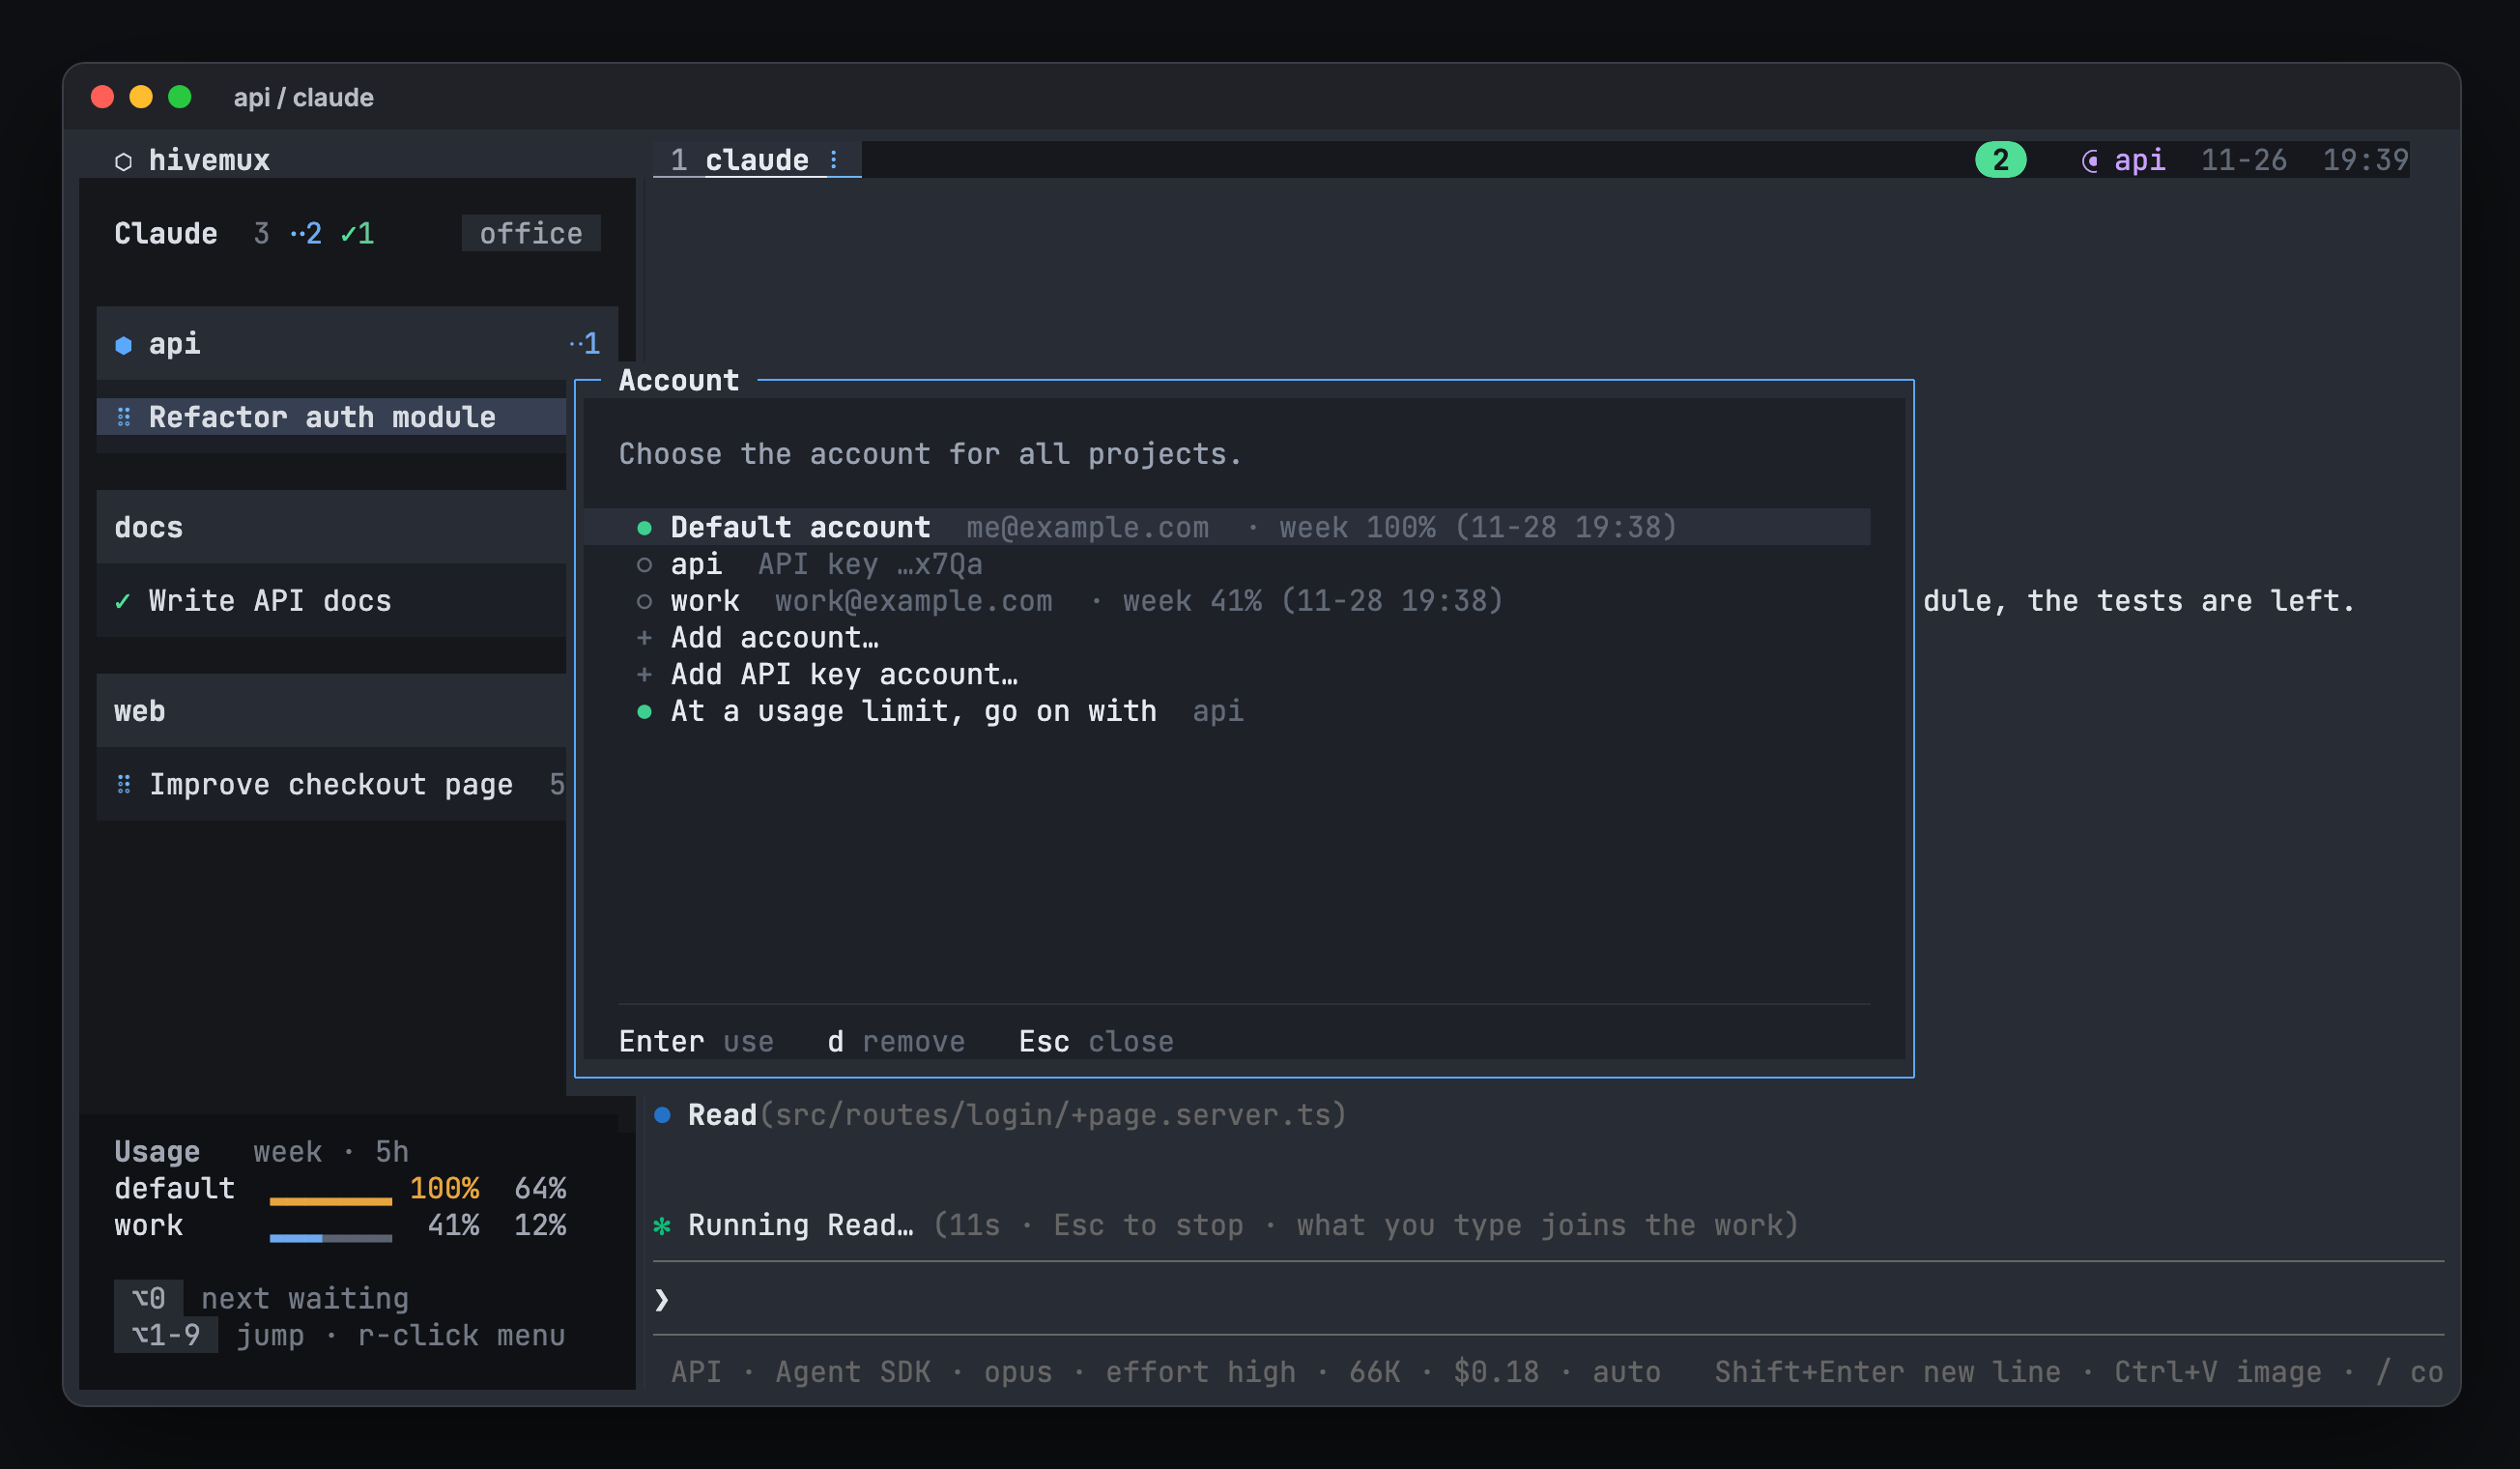 api / claude
⬡ hivemux
1 claude ⋮
2 api 11-26 19:39
Claude 3 ··2 ✓1 office
api ··1
Refactor auth module
docs
✓ Write API docs
web
Improve checkout page 5
Account
Choose the account for all projects.
● Default account me@example.com · week 100% (11-28 19:38)
○ api API key …x7Qa
○ work work@example.com · week 41% (11-28 19:38)
+ Add account…
+ Add API key account…
● At a usage limit, go on with api
Enter use d remove Esc close
dule, the tests are left.
● Read(src/routes/login/+page.server.ts)
✻ Running Read… (11s · Esc to stop · what you type joins the work)
❯
API · Agent SDK · opus · effort high · 66K · $0.18 · auto Shift+Enter new line · Ctrl+V image · / co
Usage week · 5h
default 100% 64%
work 41% 12%
⌥0 next waiting
⌥1-9 jump · r-click menu